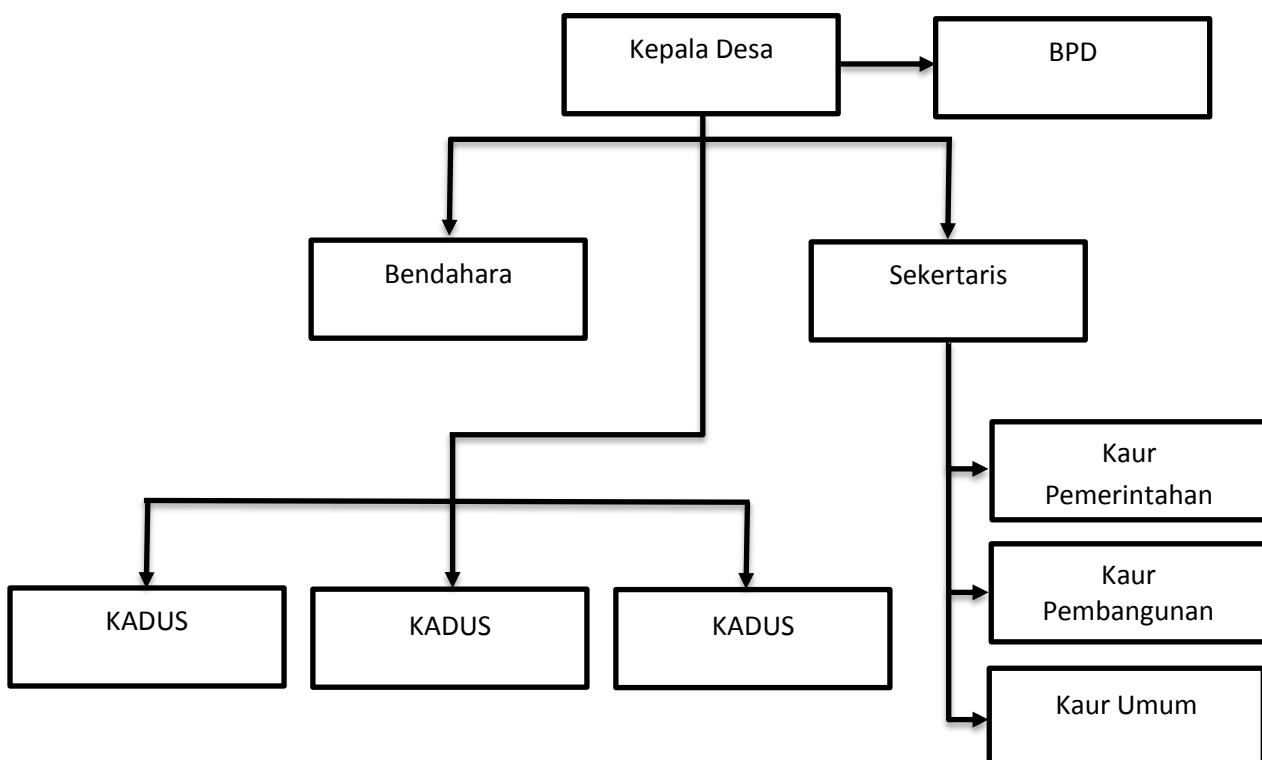 Kepala Desa
BPD
Bendahara
Sekertaris
Kaur
Pemerintahan
Kaur
Pembangunan
KADUS
KADUS
KADUS
Kaur Umum